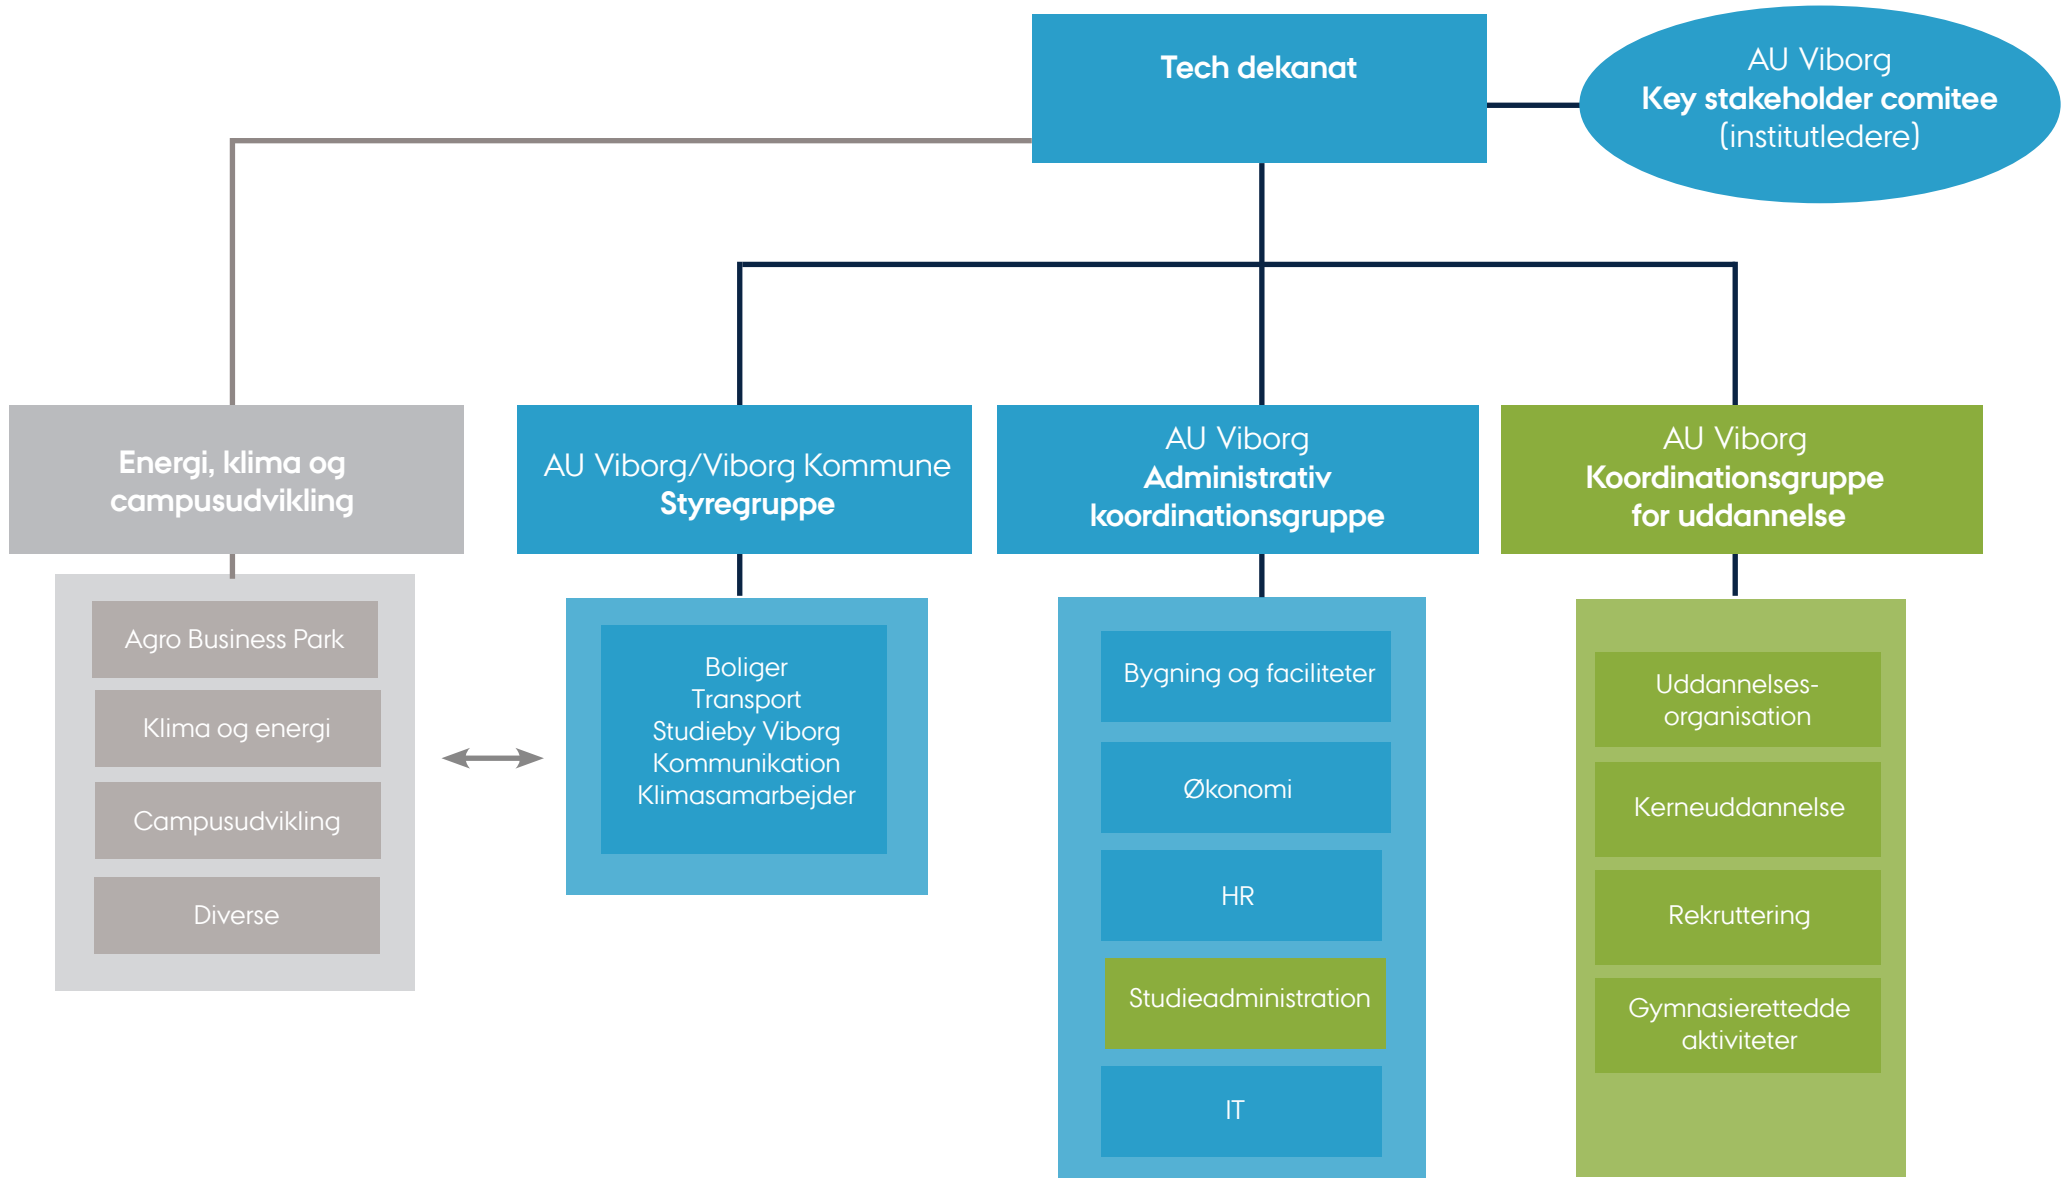 Tech dekanat
AU Viborg
Key stakeholder comitee
(institutledere)
Energi, klima og
campusudvikling
AU Viborg/Viborg Kommune
Styregruppe
AU Viborg
Administrativ
koordinationsgruppe
AU Viborg
Koordinationsgruppe
for uddannelse
Agro Business Park
Klima og energi
Campusudvikling
Diverse
Boliger
Transport
Studieby Viborg
Kommunikation
Klimasamarbejder
Bygning og faciliteter
Økonomi
HR
Studieadministration
IT
Uddannelses-
organisation
Kerneuddannelse
Rekruttering
Gymnasierettedde
aktiviteter